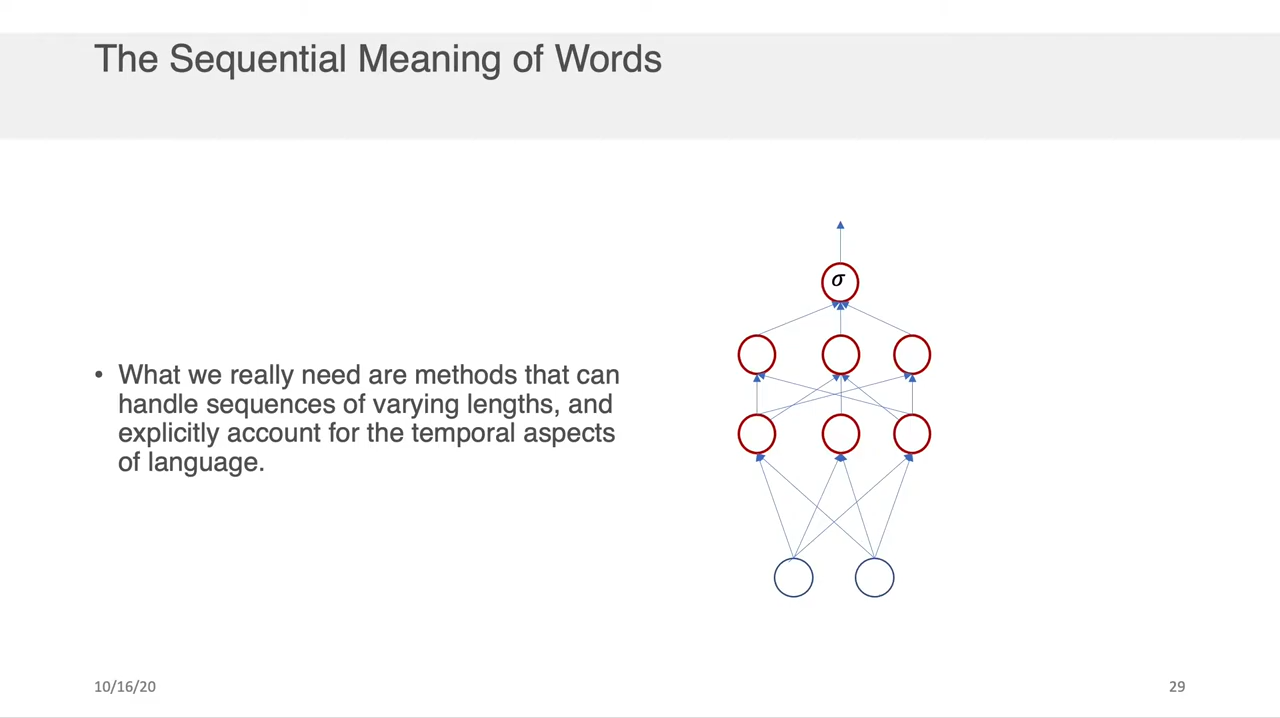 The Sequential Meaning of Words
σ
• What we really need are methods that can
handle sequences of varying lengths, and
explicitly account for the temporal aspects
of language.
10/16/20
29